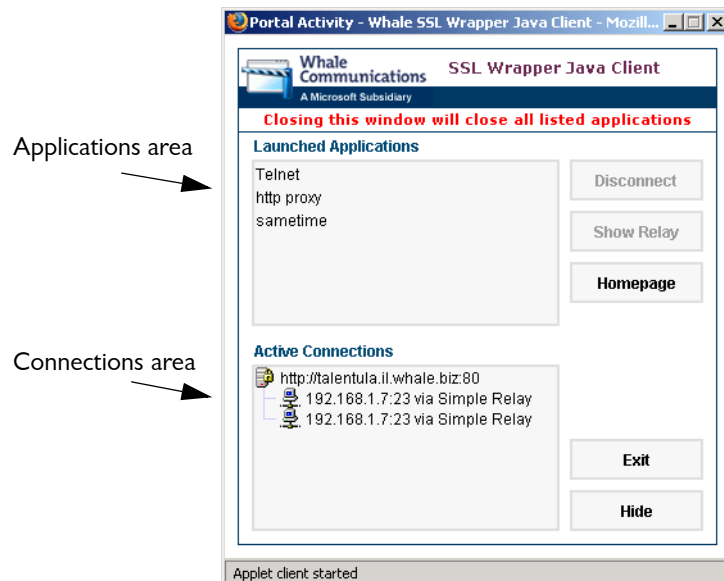 Portal Activity - Whale SSL Wrapper Java Client - Mozill...
Whale
Communications
A Microsoft Subsidiary
SSL Wrapper Java Client
Closing this window will close all listed applications
Applications area
Launched Applications
Telnet
http proxy
sametime
Disconnect
Show Relay
Homepage
Connections area
Active Connections
http://talentula.il.whale.biz:80
192.168.1.7:23 via Simple Relay
192.168.1.7:23 via Simple Relay
Exit
Hide
Applet client started